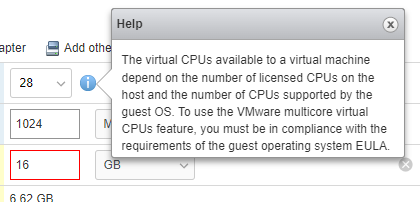 Help
apter Add othe
28
The virtual CPUs available to a virtual machine
depend on the number of licensed CPUs on the
host and the number of CPUs supported by the
guest OS. To use the VMware multicore virtual
CPUs feature, you must be in compliance with the
requirements of the guest operating system EULA.
1024 M
16 GB
6.62 GB